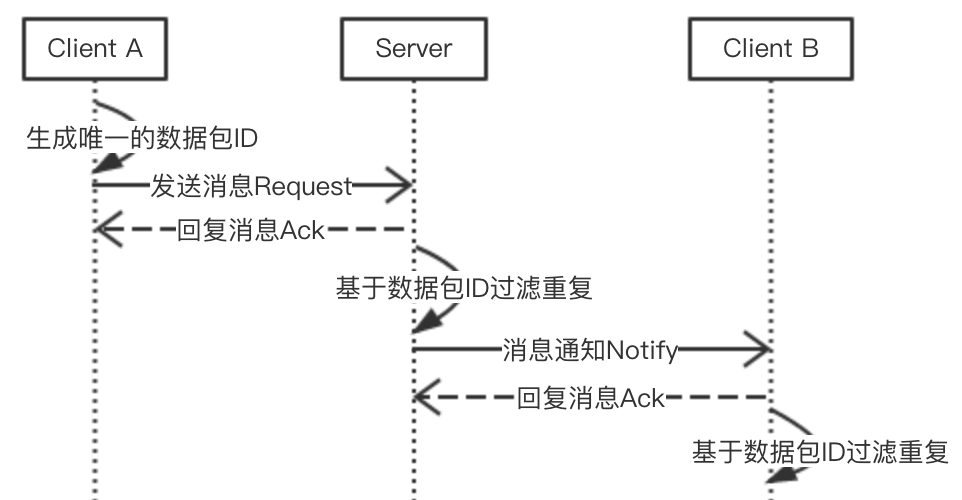 Client A
Server
Client B
生成唯一的数据包ID
发送消息Request
回复消息Ack
基于数据包ID过滤重复
消息通知Notify
回复消息Ack
基于数据包ID过滤重复